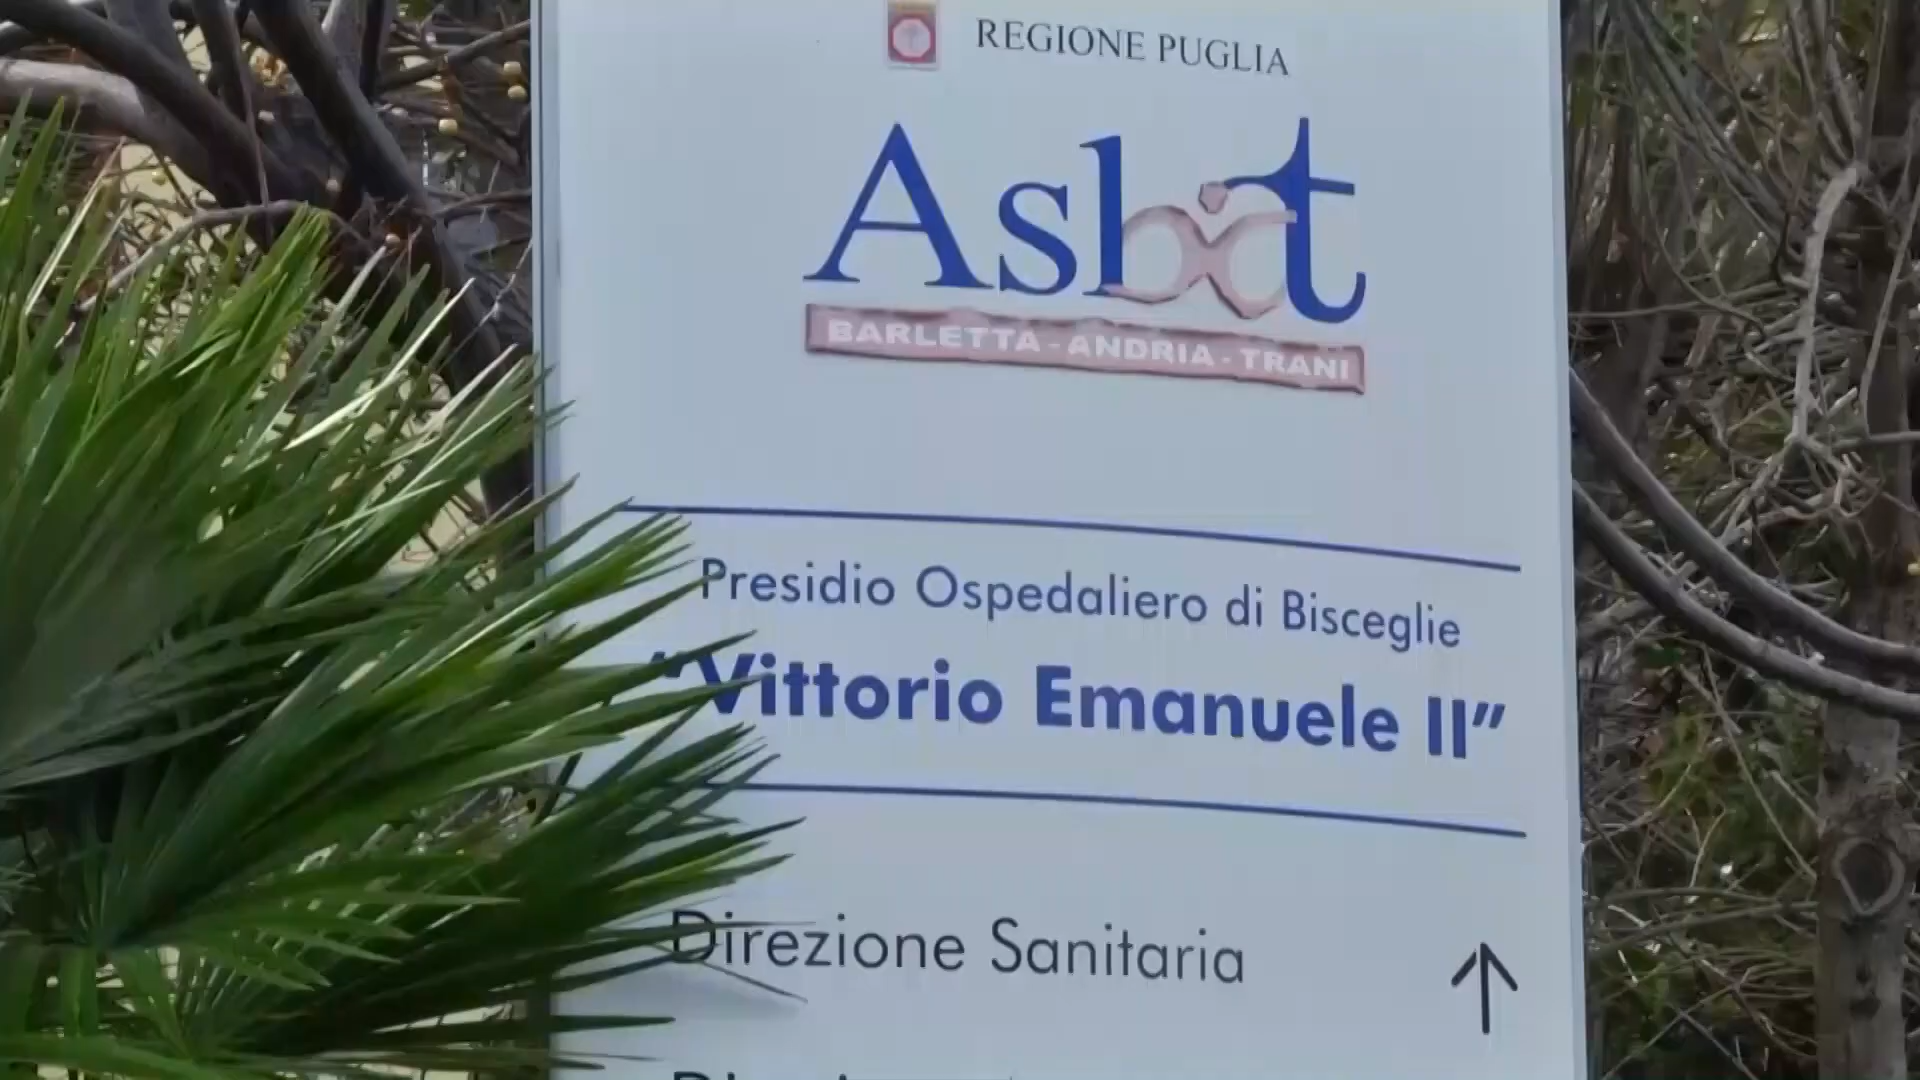 REGIONE PUGLIA
Asl bt
BARLETTA - ANDRIA - TRANI
Presidio Ospedaliero di Bisceglie
"Vittorio Emanuele II"
Direzione Sanitaria